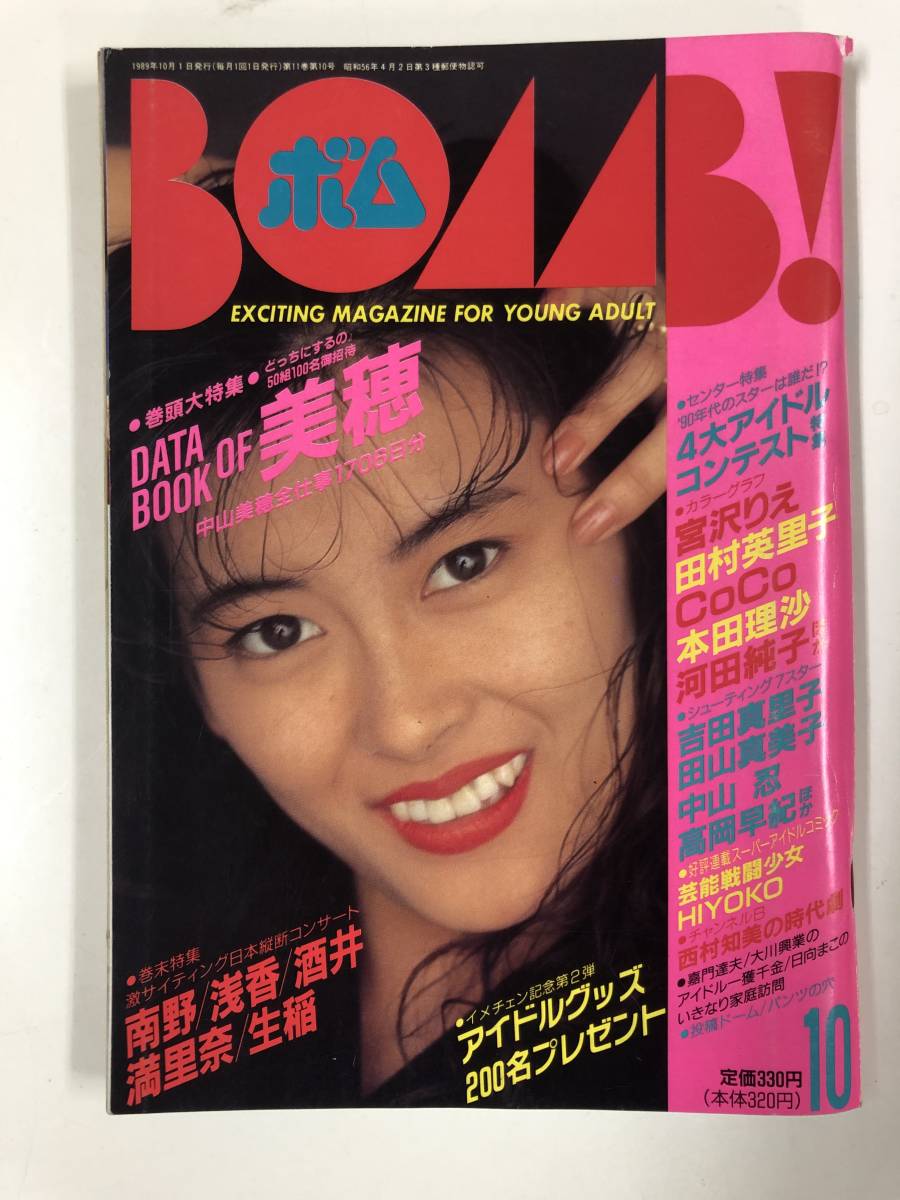 1989年10月1日発行(毎月1回1日発行)第11巻第10号 昭和56年4月2日第3種郵便物認可
BOMB!
ボム
EXCITING MAGAZINE FOR YOUNG ADULT
●巻頭大特集●どっちにするの。
50組100名御招待
DATA
BOOK OF 美穂
中山美穂全仕事1706日分
●巻末特集
激サイティング日本縦断コンサート
南野/浅香/酒井
満里奈/生稲
●イメチェン記念第2弾
アイドルグッズ
200名プレゼント
●センター特集
'90年代のスターは誰だ!?
4大アイドル
コンテスト特集
●カラーグラフ
宮沢りえ
田村英里子
CoCo
本田理沙
河田純子ほか
●シューティング7スター
吉田真里子
田山真美子
中山 忍
高岡早紀ほか
●好評連載スーパーアイドルコミック
芸能戦闘少女
HIYOKO
●チャンネルB
西村知美の時代劇
●嘉門達夫/大川興業の
アイドル一獲千金/日向まこの
いきなり家庭訪問
●投稿ドーム/パンツの穴
定価330円
(本体320円)
10